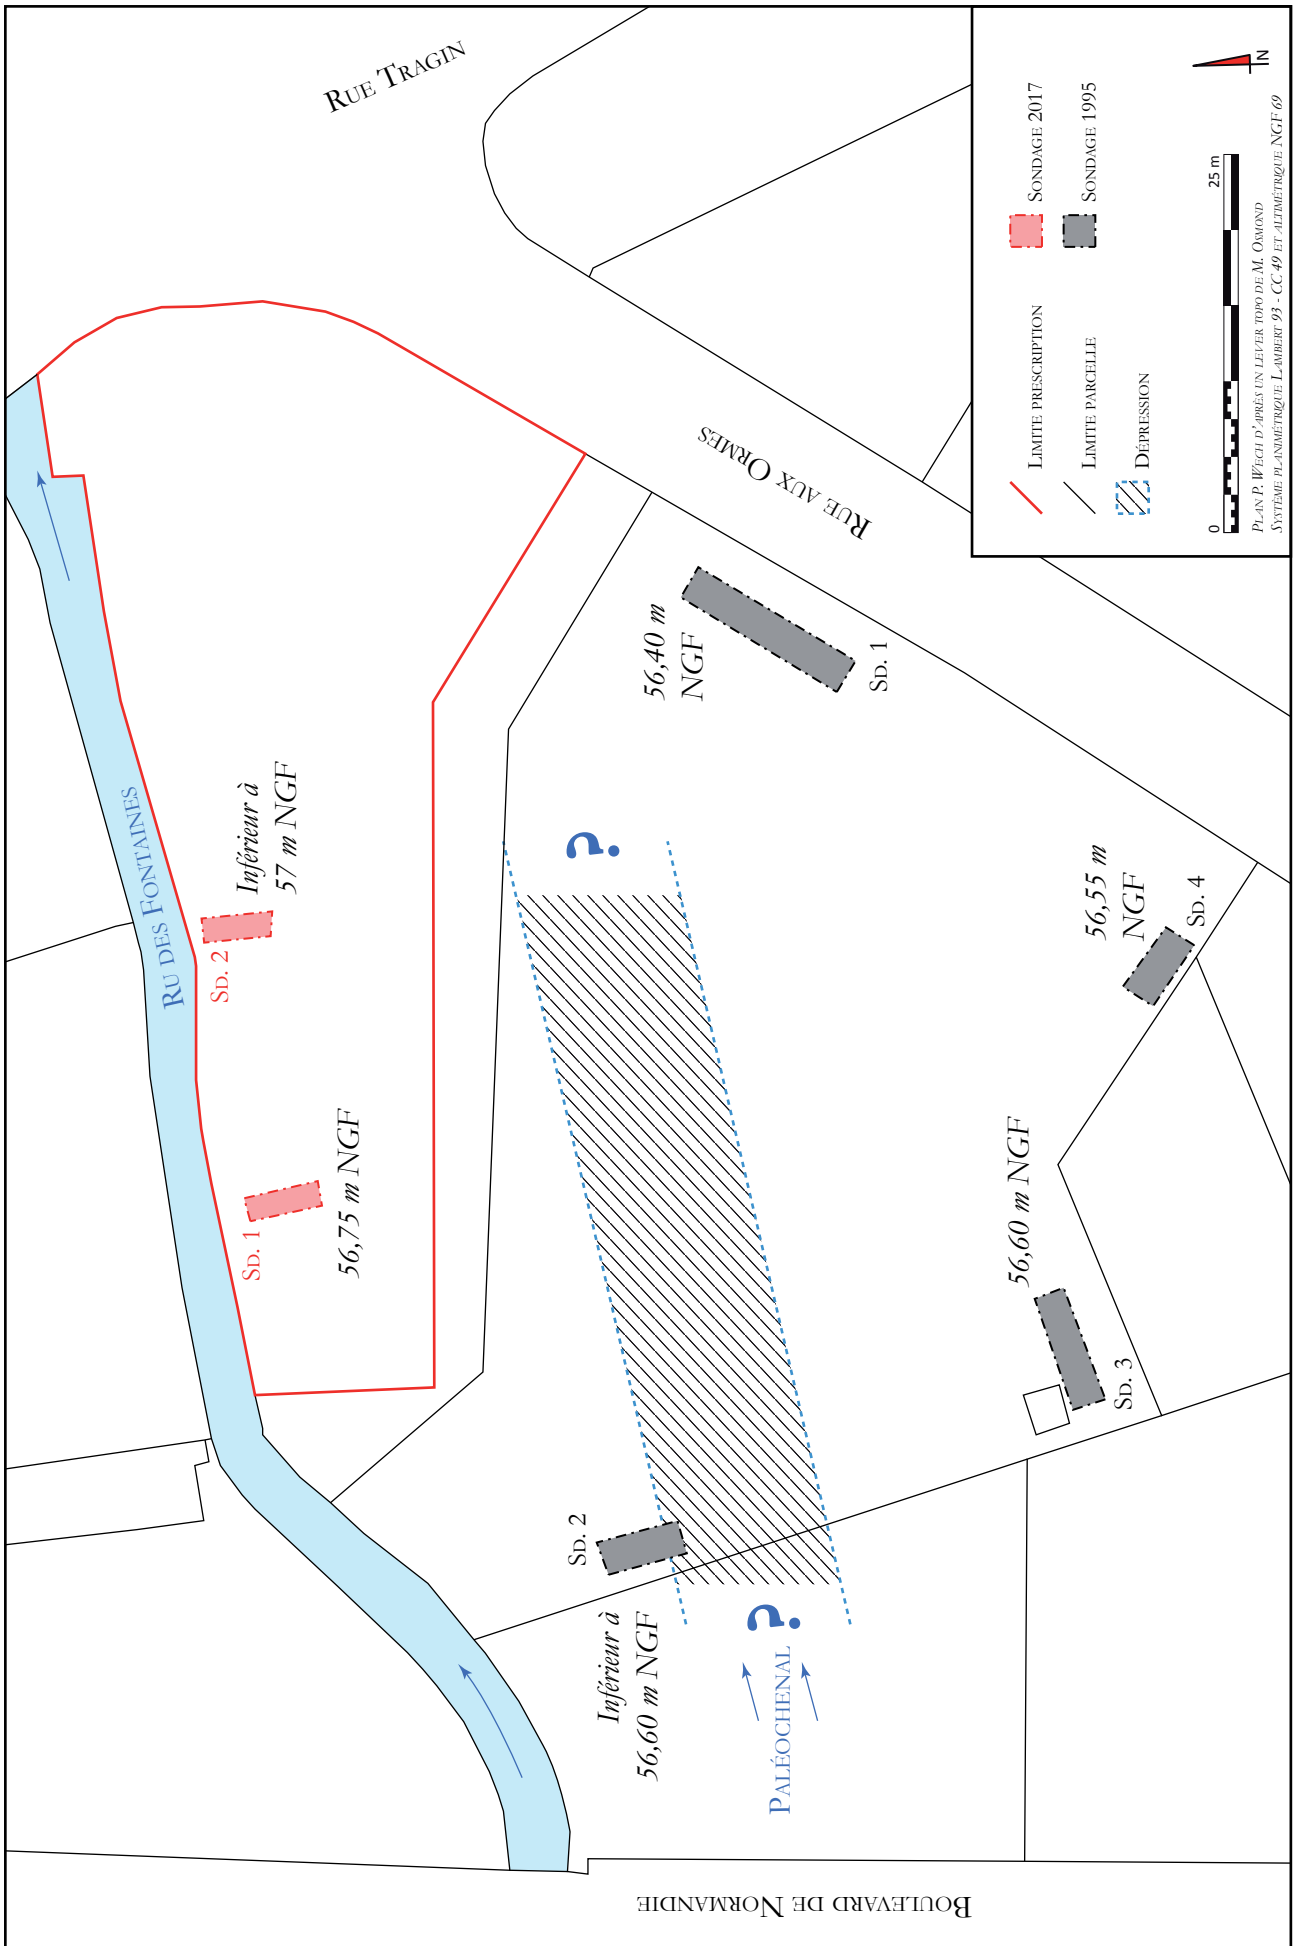 Rue Tragin
Ru des Fontaines
Inférieur à
57 m NGF
Sd. 2
Sd. 1
56,75 m NGF
Rue aux Ormes
56,40 m
NGF
Sd. 1
?
56,55 m
NGF
Sd. 4
56,60 m NGF
Sd. 3
Sd. 2
Inférieur à
56,60 m NGF
?
Paléochenal
Boulevard de Normandie
Limite prescription
Limite parcelle
Dépression
Sondage 2017
Sondage 1995
0
25 m
N
Plan P. Wech d'après un lever topo de M. Osmond
Système planimétrique Lambert 93 - CC 49 et altimétrique NGF 69